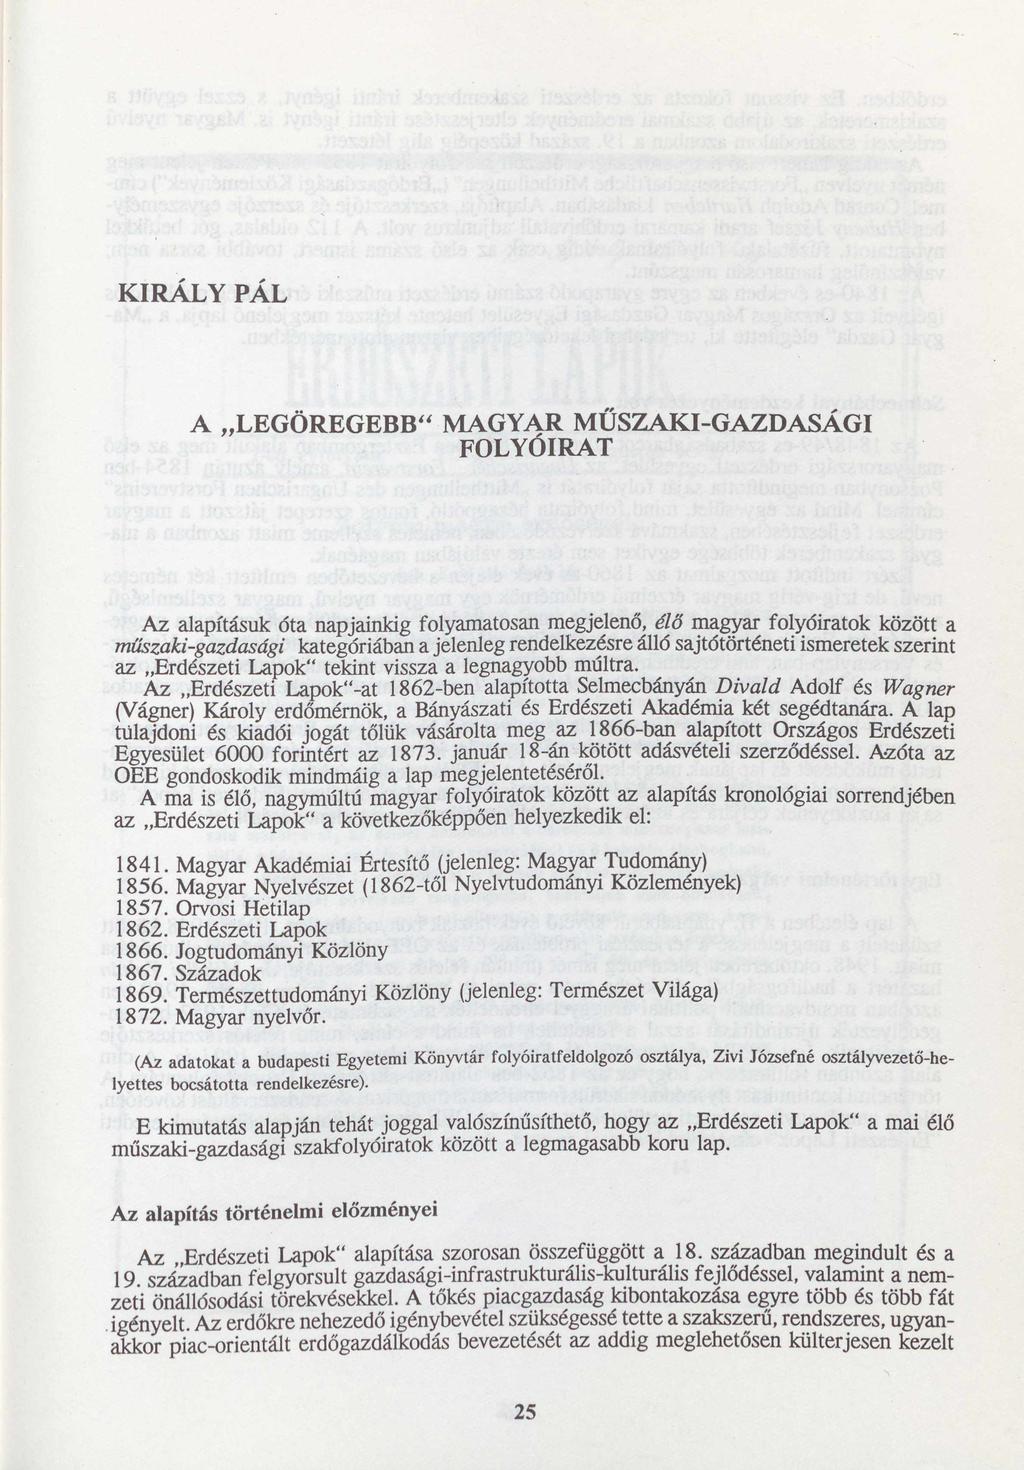 KIRÁLY PÁL
A „LEGÖREGEBB“ MAGYAR MŰSZAKI-GAZDASÁGI
FOLYÓIRAT
Az alapításuk óta napjainkig folyamatosan megjelenő, élő magyar folyóiratok között a
műszaki-gazdasági kategóriában a jelenleg rendelkezésre álló sajtótörténeti ismeretek szerint
az „Erdészeti Lapok“ tekint vissza a legnagyobb múltra.
Az „Erdészeti Lapok“-at 1862-ben alapította Selmecbányán Divald Adolf és Wagner
(Vágner) Károly erdőmérnök, a Bányászati és Erdészeti Akadémia két segédtanára. A lap
tulajdoni és kiadói jogát tőlük vásárolta meg az 1866-ban alapított Országos Erdészeti
Egyesület 6000 forintért az 1873. január 18-án kötött adásvételi szerződéssel. Azóta az
OEE gondoskodik mindmáig a lap megjelentetéséről.
A ma is élő, nagymúltú magyar folyóiratok között az alapítás kronológiai sorrendjében
az „Erdészeti Lapok“ a következőképpően helyezkedik el:
1841. Magyar Akadémiai Értesítő (jelenleg: Magyar Tudomány)
1856. Magyar Nyelvészet (1862-től Nyelvtudományi Közlemények)
1857. Orvosi Hetilap
1862. Erdészeti Lapok
1866. Jogtudományi Közlöny
1867. Századok
1869. Természettudományi Közlöny (jelenleg: Természet Világa)
1872. Magyar nyelvőr.
(Az adatokat a budapesti Egyetemi Könyvtár folyóiratfeldolgozó osztálya, Zivi Józsefné osztályvezető-he-
lyettes bocsátotta rendelkezésre).
E kimutatás alapján tehát joggal valószínűsíthető, hogy az „Erdészeti Lapok“ a mai élő
műszaki-gazdasági szakfolyóiratok között a legmagasabb koru lap.
Az alapítás történelmi előzményei
Az „Erdészeti Lapok“ alapítása szorosan összefüggött a 18. században megindult és a
19. században felgyorsult gazdasági-infrastrukturális-kulturális fejlődéssel, valamint a nem-
zeti önállósodási törekvésekkel. A tőkés piacgazdaság kibontakozása egyre több és több fát
igényelt. Az erdőkre nehezedő igénybevétel szükségessé tette a szakszerű, rendszeres, ugyan-
akkor piac-orientált erdőgazdálkodás bevezetését az addig meglehetősen külterjesen kezelt
25